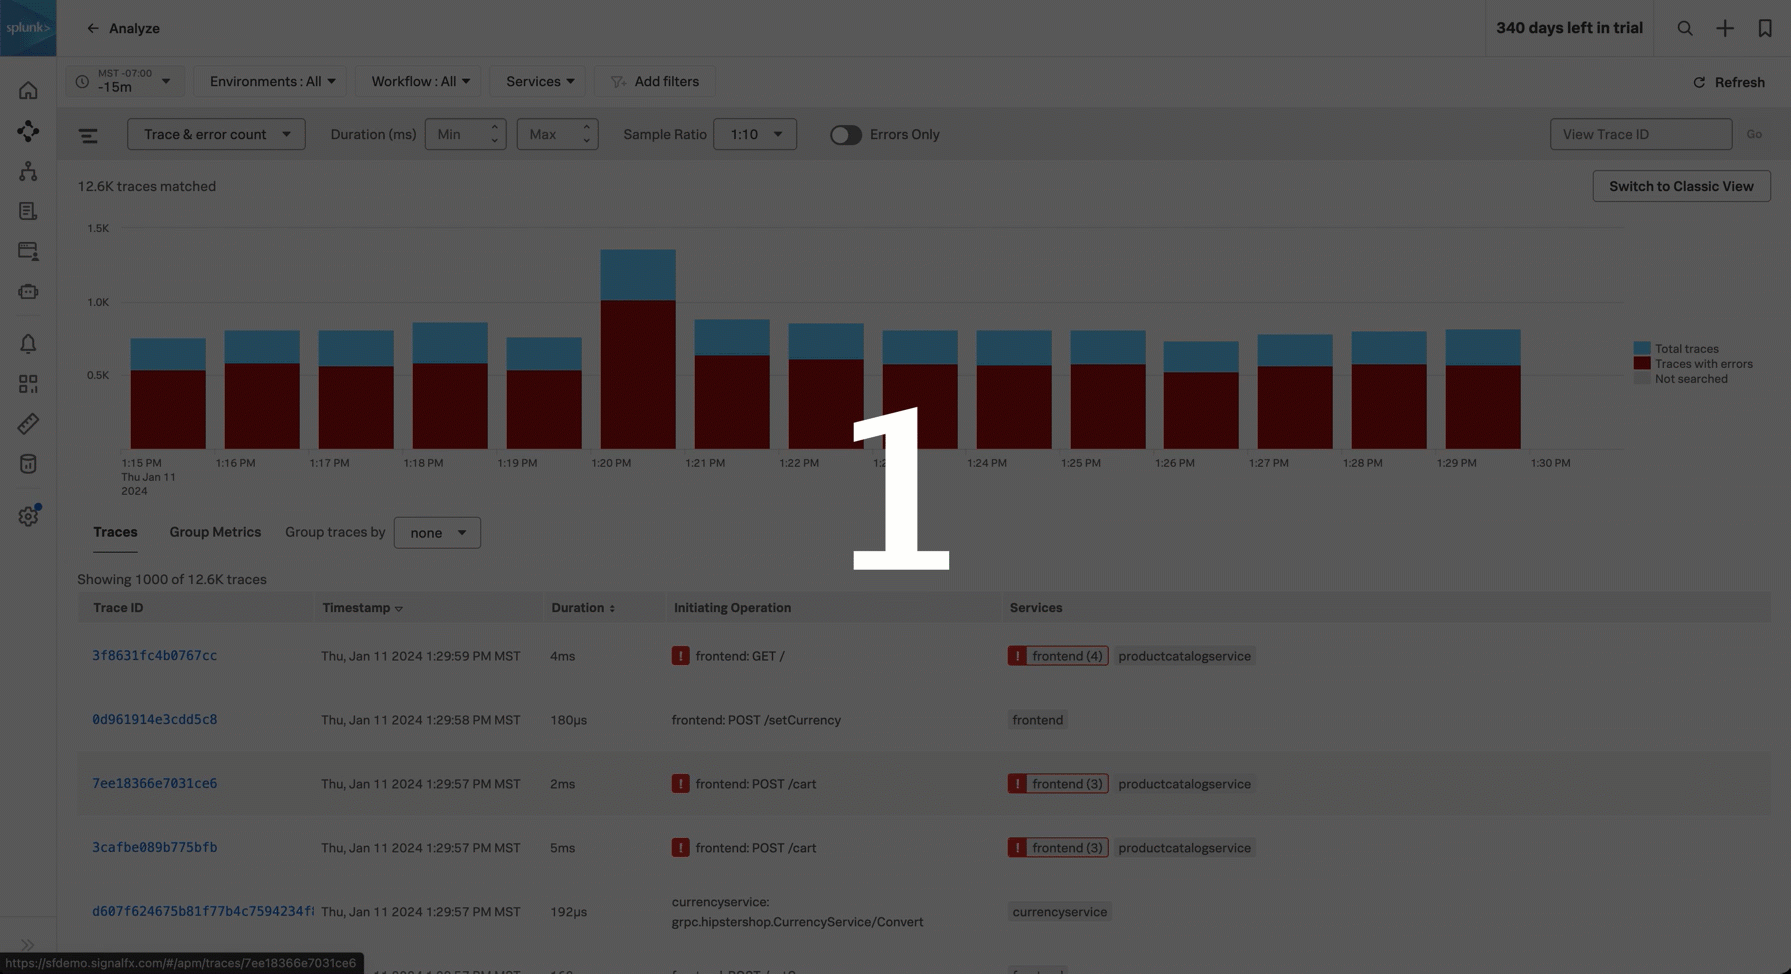 splunk>
Analyze
340 days left in trial
MST -07:00
-15m
Environments : All
Workflow : All
Services
Add filters
Refresh
Trace & error count
Duration (ms)
Min
Max
Sample Ratio
1:10
Errors Only
View Trace ID
Go
12.6K traces matched
Switch to Classic View
1.5K
1.0K
0.5K
Total traces
Traces with errors
Not searched
1:15 PM 1:16 PM 1:17 PM 1:18 PM 1:19 PM 1:20 PM 1:21 PM 1:22 PM 1:24 PM 1:25 PM 1:26 PM 1:27 PM 1:28 PM 1:29 PM 1:30 PM
Thu Jan 11
2024
1
Traces Group Metrics Group traces by none
Showing 1000 of 12.6K traces
Trace ID Timestamp Duration Initiating Operation Services
3f8631fc4b0767cc Thu, Jan 11 2024 1:29:59 PM MST 4ms ! frontend: GET / ! frontend (4) productcatalogservice
0d961914e3cdd5c8 Thu, Jan 11 2024 1:29:58 PM MST 180µs frontend: POST /setCurrency frontend
7ee18366e7031ce6 Thu, Jan 11 2024 1:29:57 PM MST 2ms ! frontend: POST /cart ! frontend (3) productcatalogservice
3cafbe089b775bfb Thu, Jan 11 2024 1:29:57 PM MST 5ms ! frontend: POST /cart ! frontend (3) productcatalogservice
d607f624675b81f77b4c7594234f Thu, Jan 11 2024 1:29:57 PM MST 192µs currencyservice: currencyservice
grpc.hipstershop.CurrencyService/Convert
https://sfdemo.signalfx.com/#/apm/traces/7ee18366e7031ce6